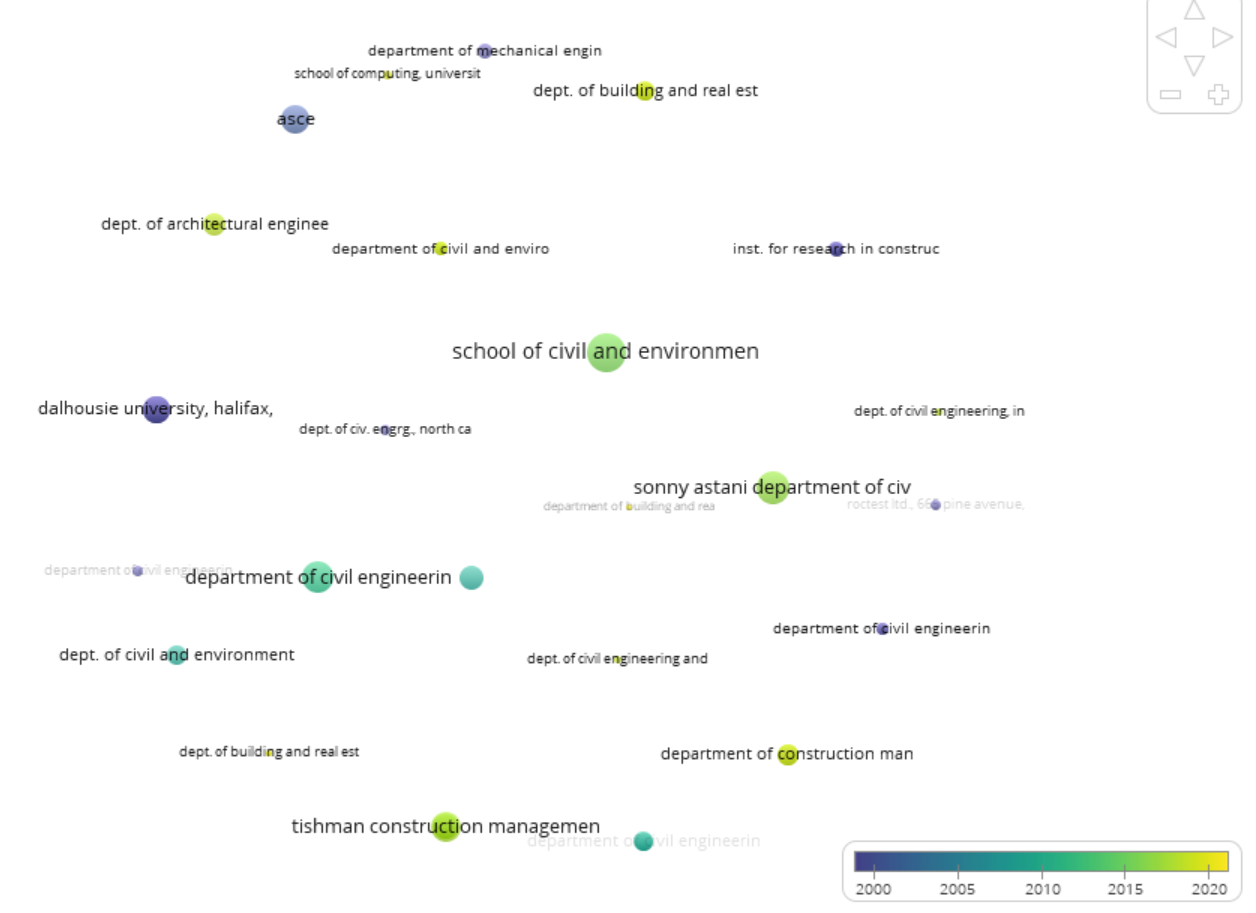 department of mechanical engin
school of computing, universit
dept. of building and real est
asce
dept. of architectural enginee
department of civil and enviro
inst. for research in construc
school of civil and environmen
dalhousie university, halifax,
dept. of civil engineering, in
dept. of civ. engrg., north ca
sonny astani department of civ
department of building and rea
roctest ltd., 665 pine avenue,
department of civil engineerin
department of civil engineerin
department of civil engineerin
dept. of civil and environment
dept. of civil engineering and
dept. of building and real est
department of construction man
tishman construction managemen
department of civil engineerin
2000 2005 2010 2015 2020